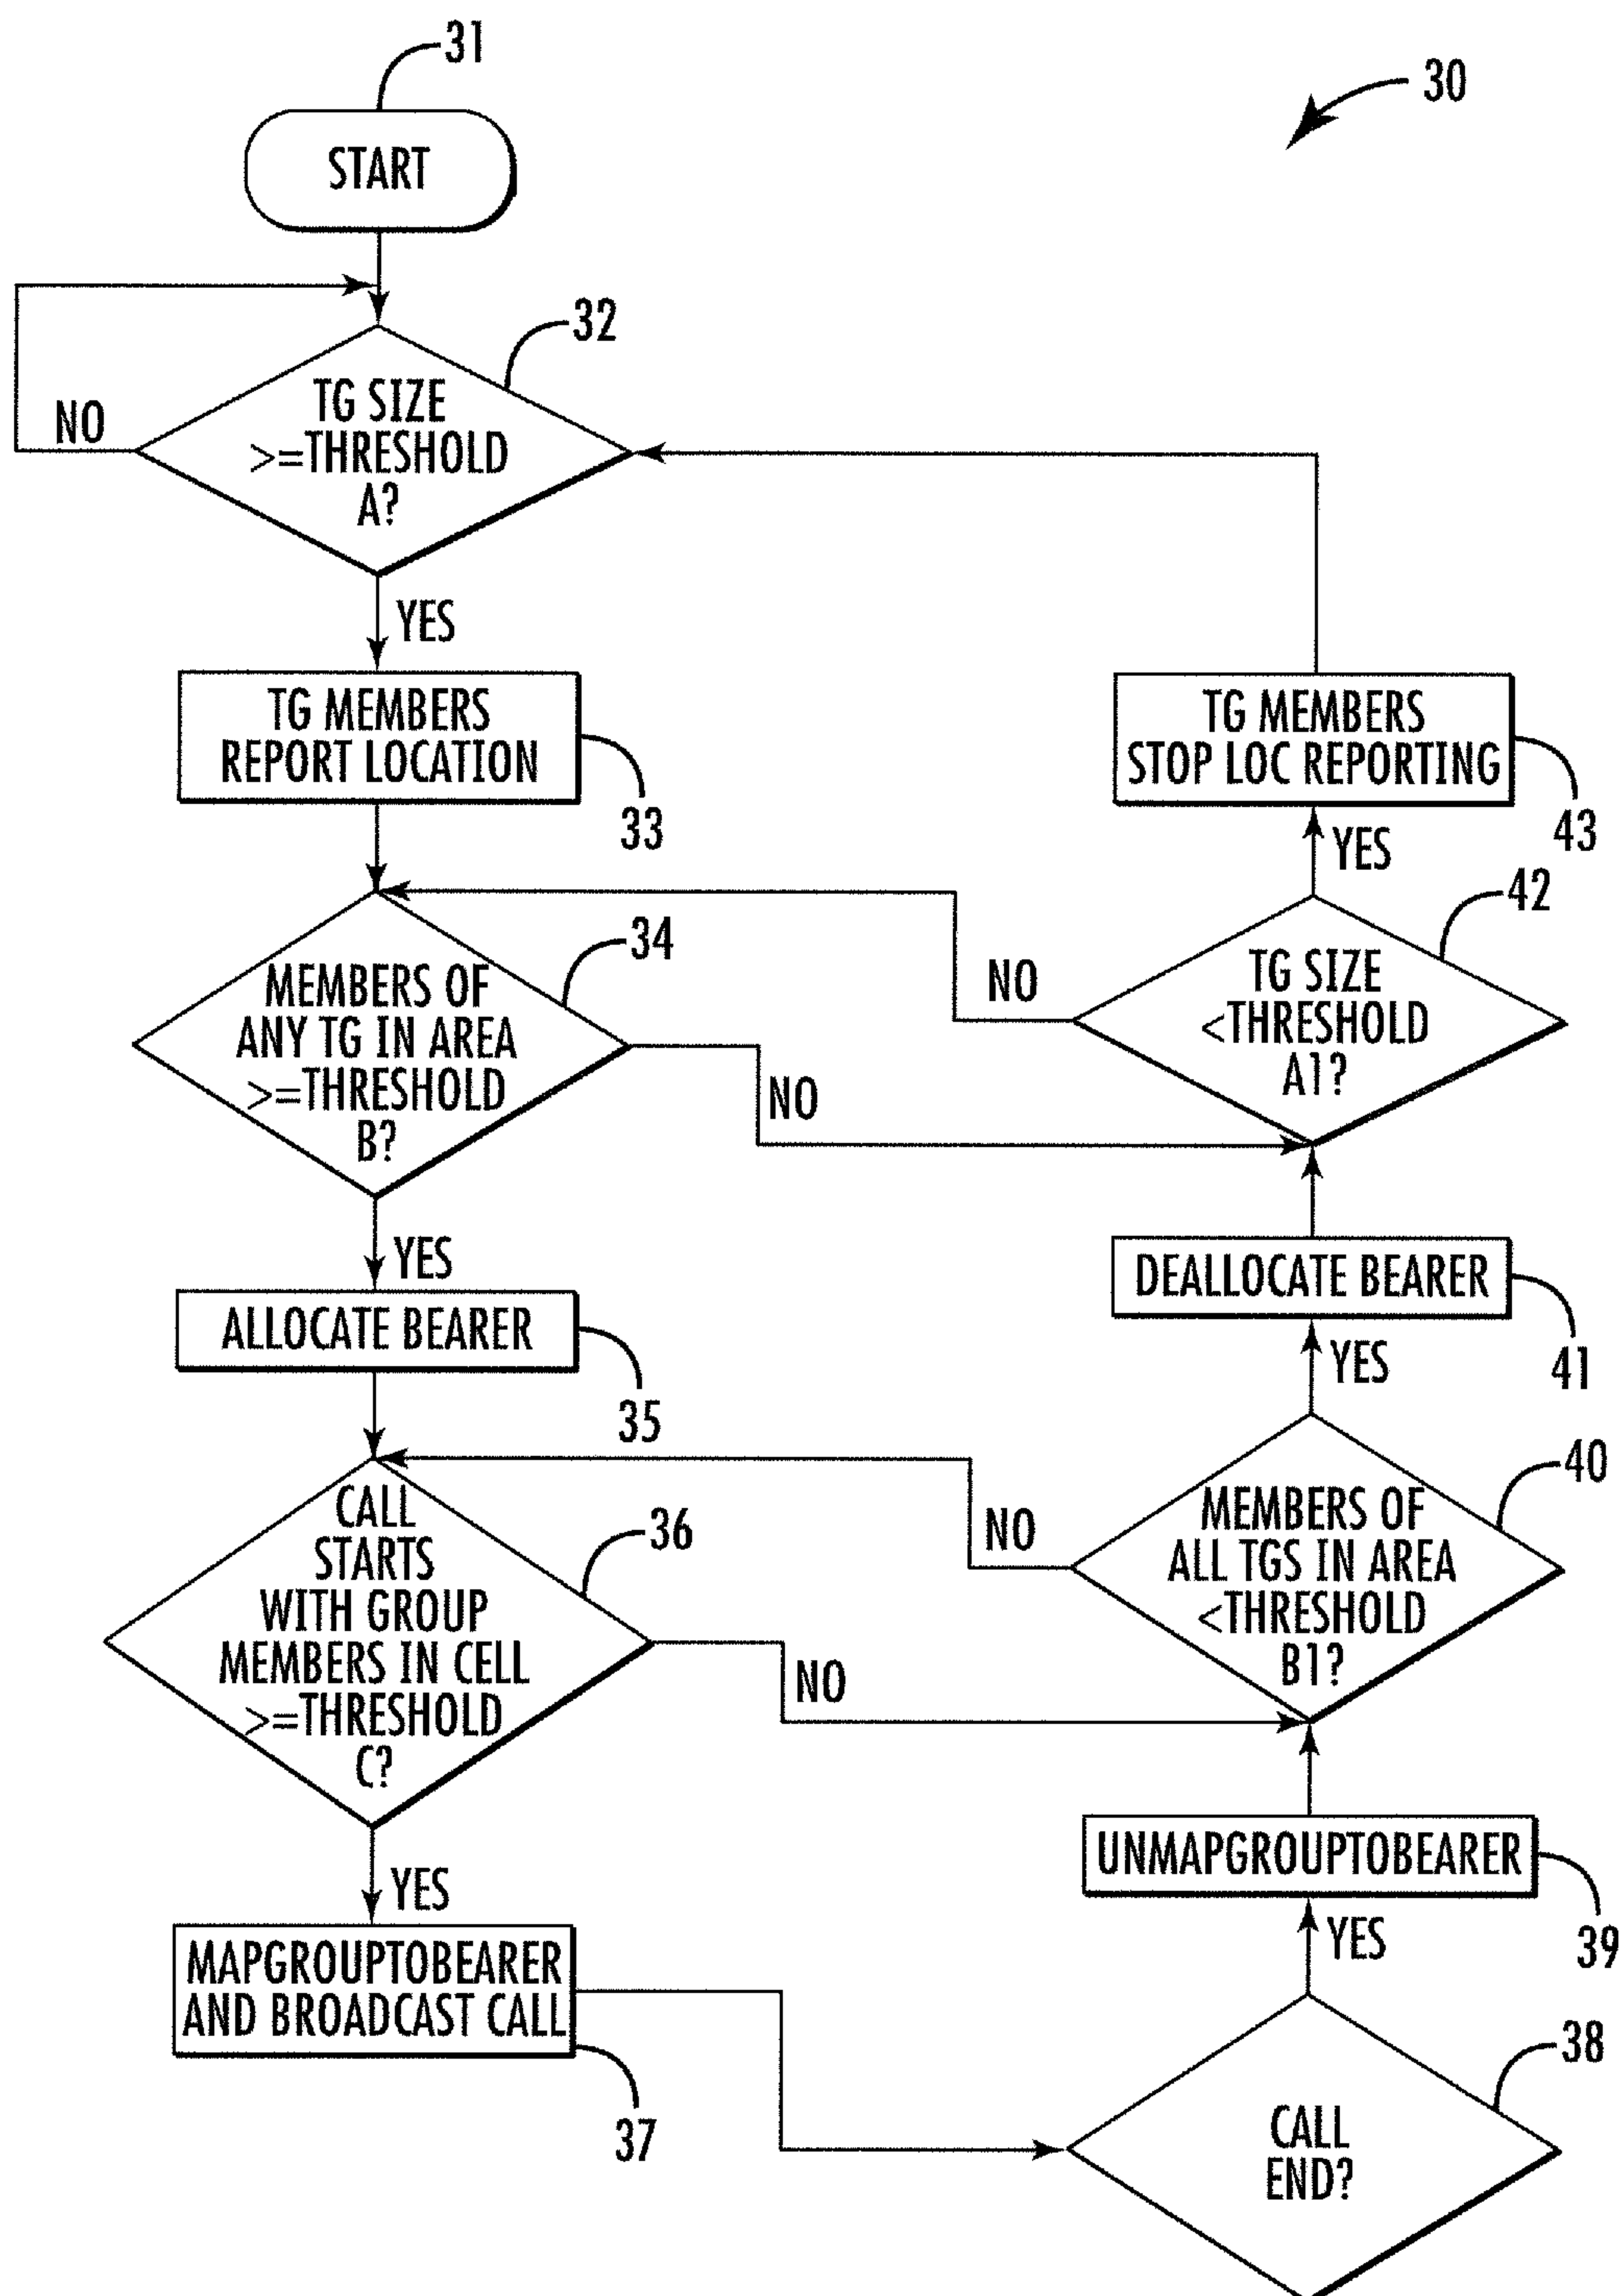 31
30
START
32
TG SIZE
>=THRESHOLD
A?
NO
YES
TG MEMBERS
REPORT LOCATION
33
TG MEMBERS
STOP LOC REPORTING
43
YES
42
34
MEMBERS OF
ANY TG IN AREA
>=THRESHOLD
B?
NO
TG SIZE
<THRESHOLD
A1?
NO
YES
ALLOCATE BEARER
35
DEALLOCATE BEARER
41
YES
40
36
CALL
STARTS
WITH GROUP
MEMBERS IN CELL
>=THRESHOLD
C?
NO
MEMBERS OF
ALL TGS IN AREA
<THRESHOLD
B1?
NO
UNMAPGROUPTOBEARER
39
YES
YES
MAPGROUPTOBEARER
AND BROADCAST CALL
37
38
CALL
END?